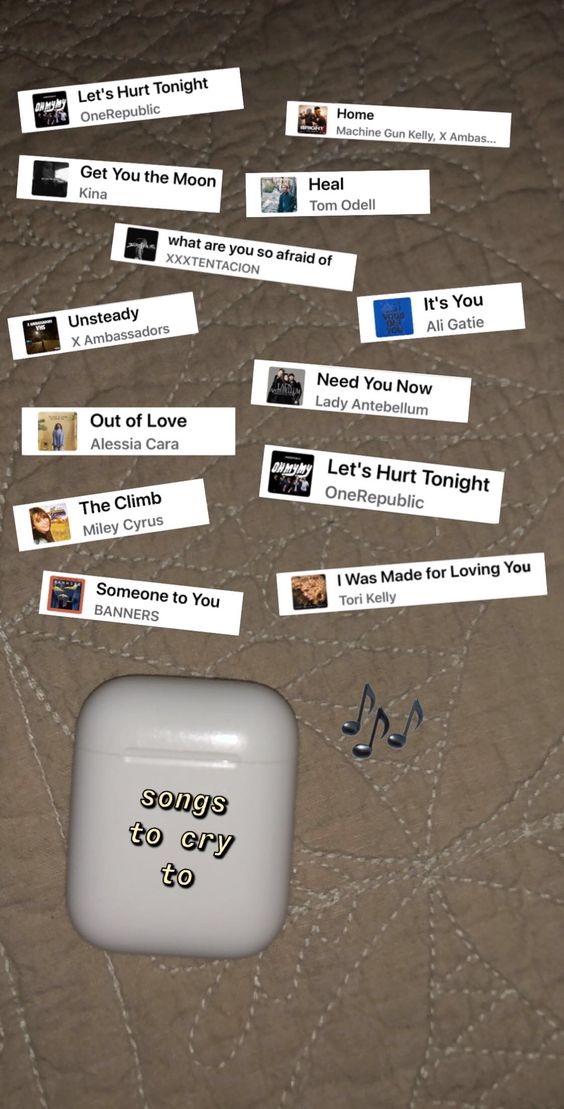 Let's Hurt Tonight
OneRepublic
Home
Machine Gun Kelly, X Ambas...
Get You the Moon
Kina
Heal
Tom Odell
what are you so afraid of
XXXTENTACION
Unsteady
X Ambassadors
It's You
Ali Gatie
Need You Now
Lady Antebellum
Out of Love
Alessia Cara
OHMYMY
Let's Hurt Tonight
OneRepublic
The Climb
Miley Cyrus
Someone to You
BANNERS
I Was Made for Loving You
Tori Kelly
songs
to cry
to